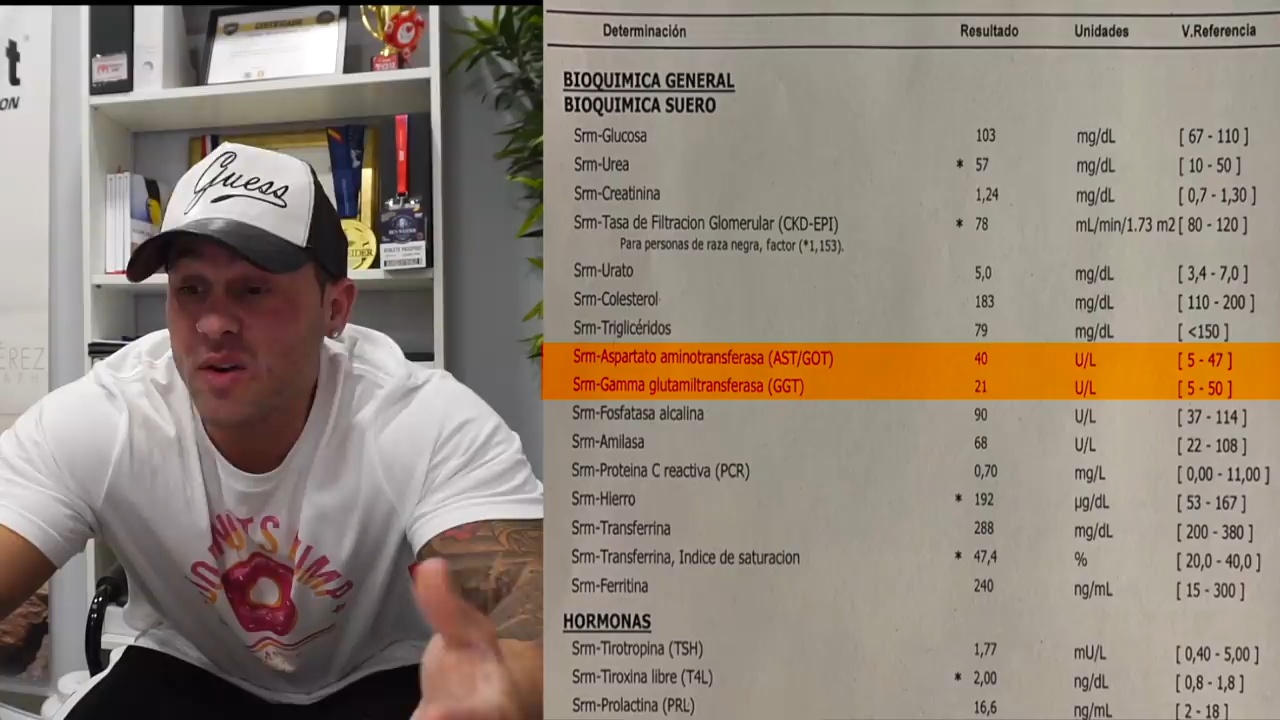 t
ON
ÉREZ
CERTIFICADO
Guess
DONUTS
Determinación Resultado Unidades V.Referencia
BIOQUIMICA GENERAL
BIOQUIMICA SUERO
Srm-Glucosa 103 mg/dL [ 67 - 110 ]
Srm-Urea * 57 mg/dL [ 10 - 50 ]
Srm-Creatinina 1,24 mg/dL [ 0,7 - 1,30 ]
Srm-Tasa de Filtracion Glomerular (CKD-EPI) * 78 mL/min/1.73 m2 [ 80 - 120 ]
Para personas de raza negra, factor (*1,153).
Srm-Urato 5,0 mg/dL [ 3,4 - 7,0 ]
Srm-Colesterol 183 mg/dL [ 110 - 200 ]
Srm-Triglicéridos 79 mg/dL [ <150 ]
Srm-Aspartato aminotransferasa (AST/GOT) 40 U/L [ 5 - 47 ]
Srm-Gamma glutamiltransferasa (GGT) 21 U/L [ 5 - 50 ]
Srm-Fosfatasa alcalina 90 U/L [ 37 - 114 ]
Srm-Amilasa 68 U/L [ 22 - 108 ]
Srm-Proteina C reactiva (PCR) 0,70 mg/L [ 0,00 - 11,00 ]
Srm-Hierro * 192 µg/dL [ 53 - 167 ]
Srm-Transferrina 288 mg/dL [ 200 - 380 ]
Srm-Transferrina, Indice de saturacion * 47,4 % [ 20,0 - 40,0 ]
Srm-Ferritina 240 ng/mL [ 15 - 300 ]
HORMONAS
Srm-Tirotropina (TSH) 1,77 mU/L [ 0,40 - 5,00 ]
Srm-Tiroxina libre (T4L) * 2,00 ng/dL [ 0,8 - 1,8 ]
Srm-Prolactina (PRL) 16,6 ng/mL [ 2 - 18 ]